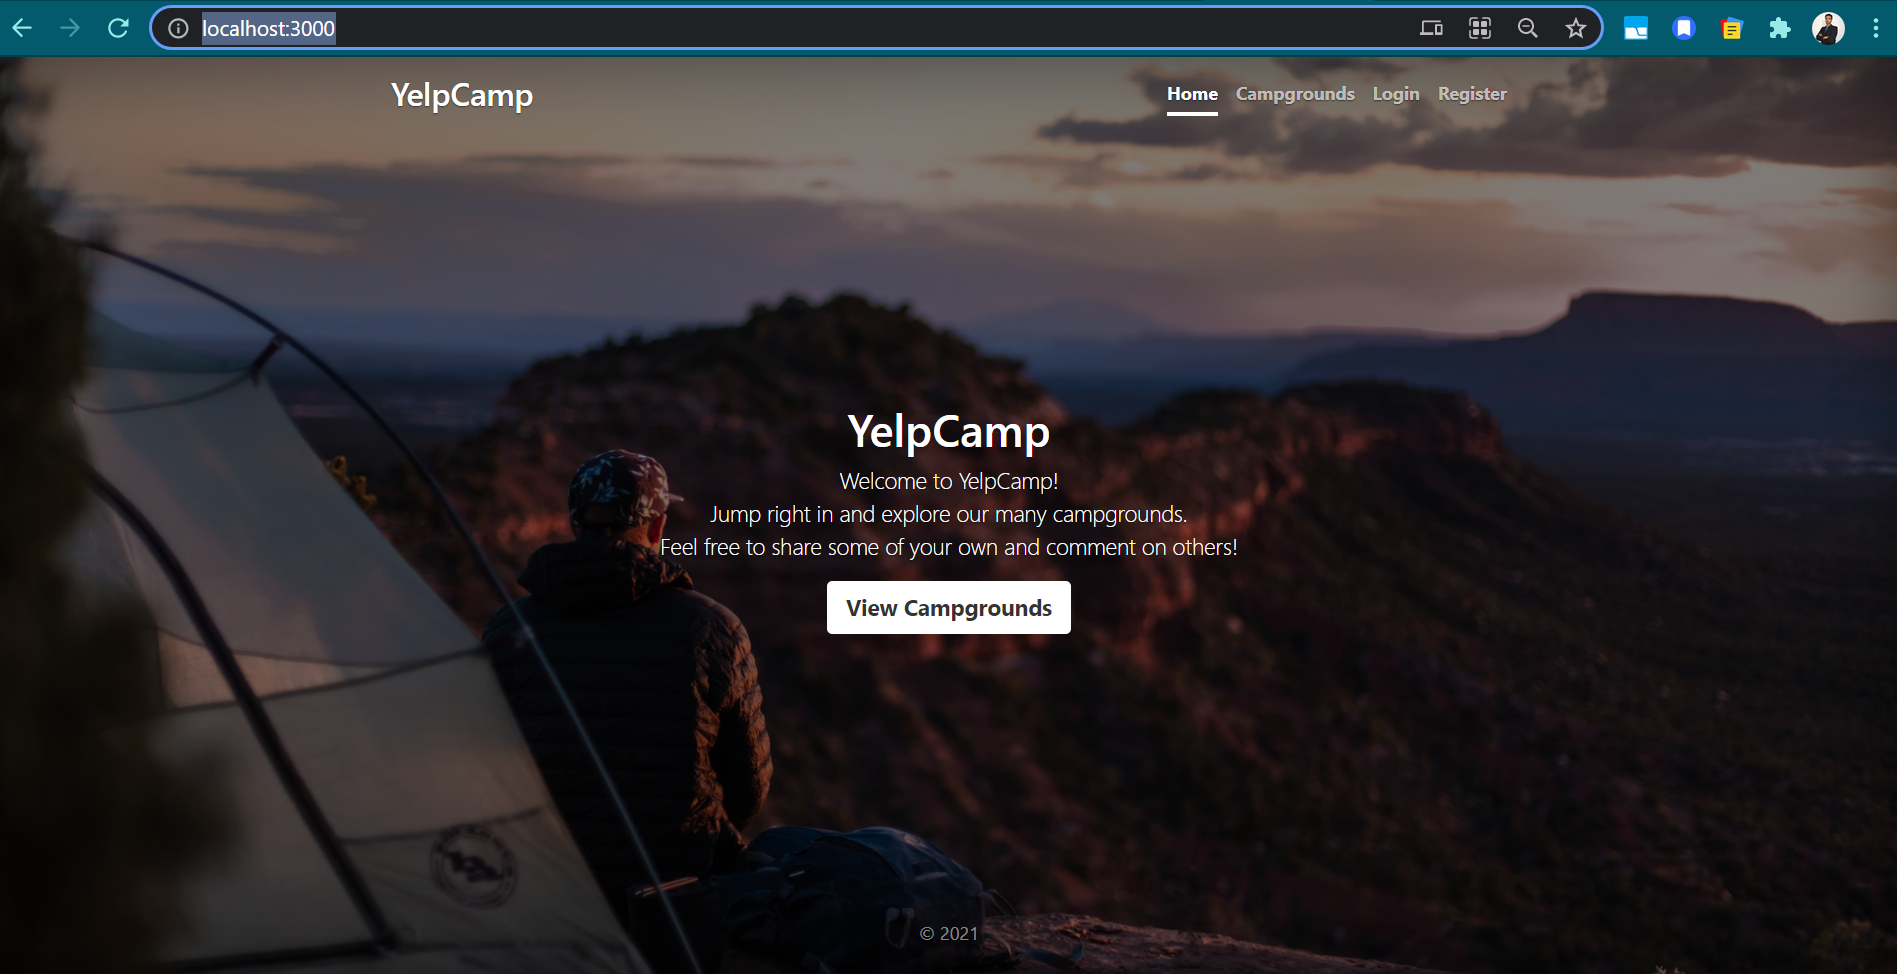 localhost:3000
YelpCamp
Home Campgrounds Login Register
YelpCamp
Welcome to YelpCamp!
Jump right in and explore our many campgrounds.
Feel free to share some of your own and comment on others!
View Campgrounds
© 2021